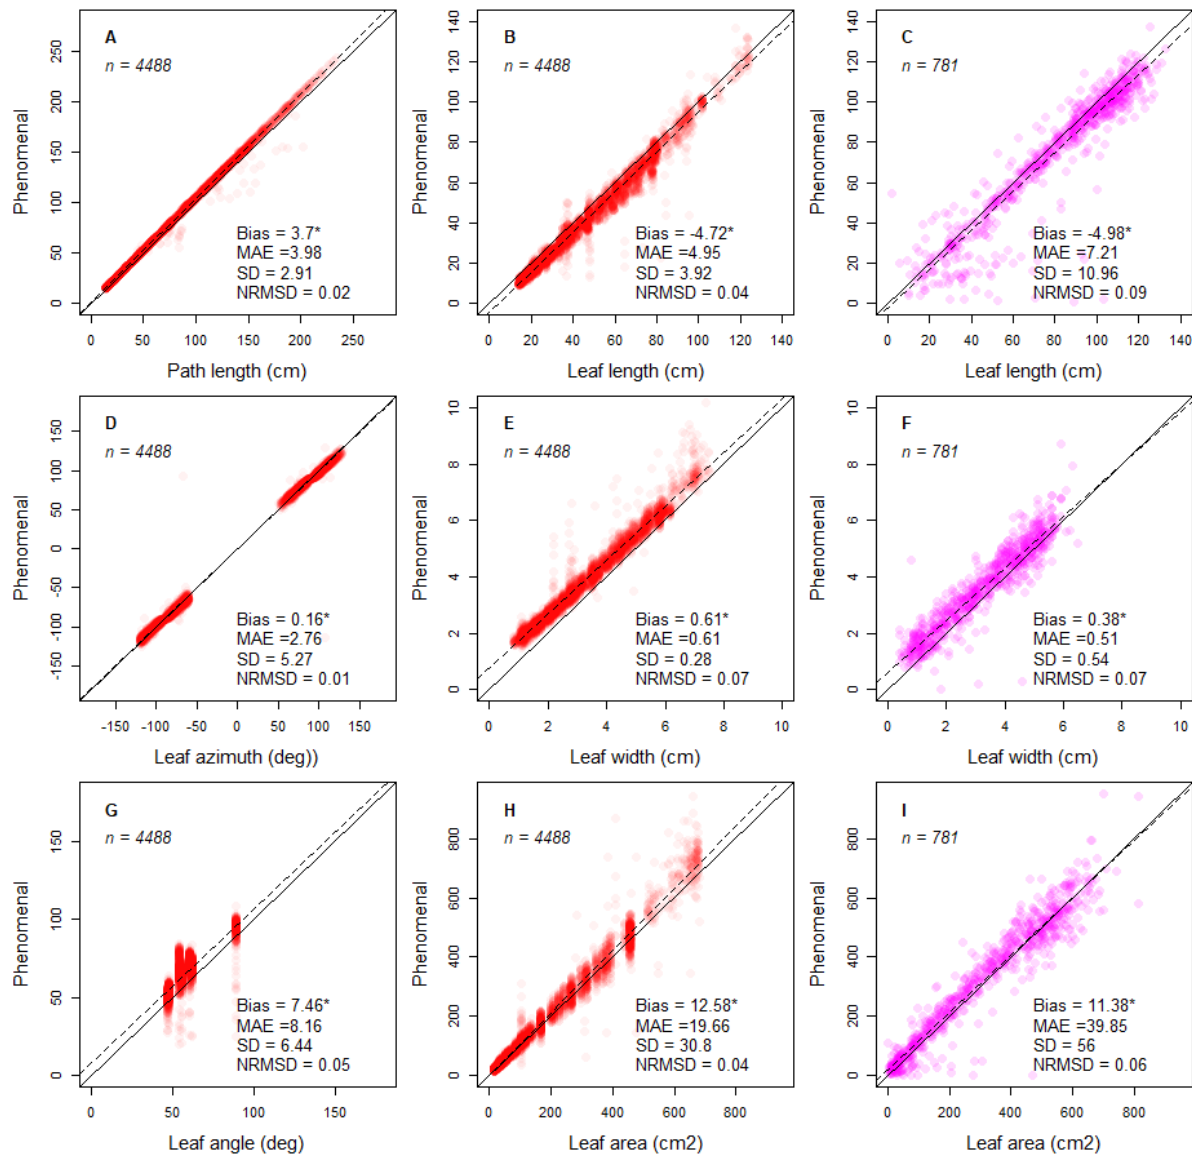 A
n = 4488
Bias = 3.7*
MAE =3.98
SD = 2.91
NRMSD = 0.02
Phenomenal
0 50 100 150 200 250
0 50 100 150 200 250
Path length (cm)
B
n = 4488
Bias = -4.72*
MAE =4.95
SD = 3.92
NRMSD = 0.04
Phenomenal
0 20 40 60 80 100 120 140
0 20 40 60 80 100 120 140
Leaf length (cm)
C
n = 781
Bias = -4.98*
MAE =7.21
SD = 10.96
NRMSD = 0.09
Phenomenal
0 20 40 60 80 100 120 140
0 20 40 60 80 100 120 140
Leaf length (cm)
D
n = 4488
Bias = 0.16*
MAE =2.76
SD = 5.27
NRMSD = 0.01
Phenomenal
-150 -100 -50 0 50 100 150
-150 -100 -50 0 50 100 150
Leaf azimuth (deg))
E
n = 4488
Bias = 0.61*
MAE =0.61
SD = 0.28
NRMSD = 0.07
Phenomenal
0 2 4 6 8 10
0 2 4 6 8 10
Leaf width (cm)
F
n = 781
Bias = 0.38*
MAE =0.51
SD = 0.54
NRMSD = 0.07
Phenomenal
0 2 4 6 8 10
0 2 4 6 8 10
Leaf width (cm)
G
n = 4488
Bias = 7.46*
MAE =8.16
SD = 6.44
NRMSD = 0.05
Phenomenal
0 50 100 150
0 50 100 150
Leaf angle (deg)
H
n = 4488
Bias = 12.58*
MAE =19.66
SD = 30.8
NRMSD = 0.04
Phenomenal
0 200 400 600 800
0 200 400 600 800
Leaf area (cm2)
I
n = 781
Bias = 11.38*
MAE =39.85
SD = 56
NRMSD = 0.06
Phenomenal
0 200 400 600 800
0 200 400 600 800
Leaf area (cm2)